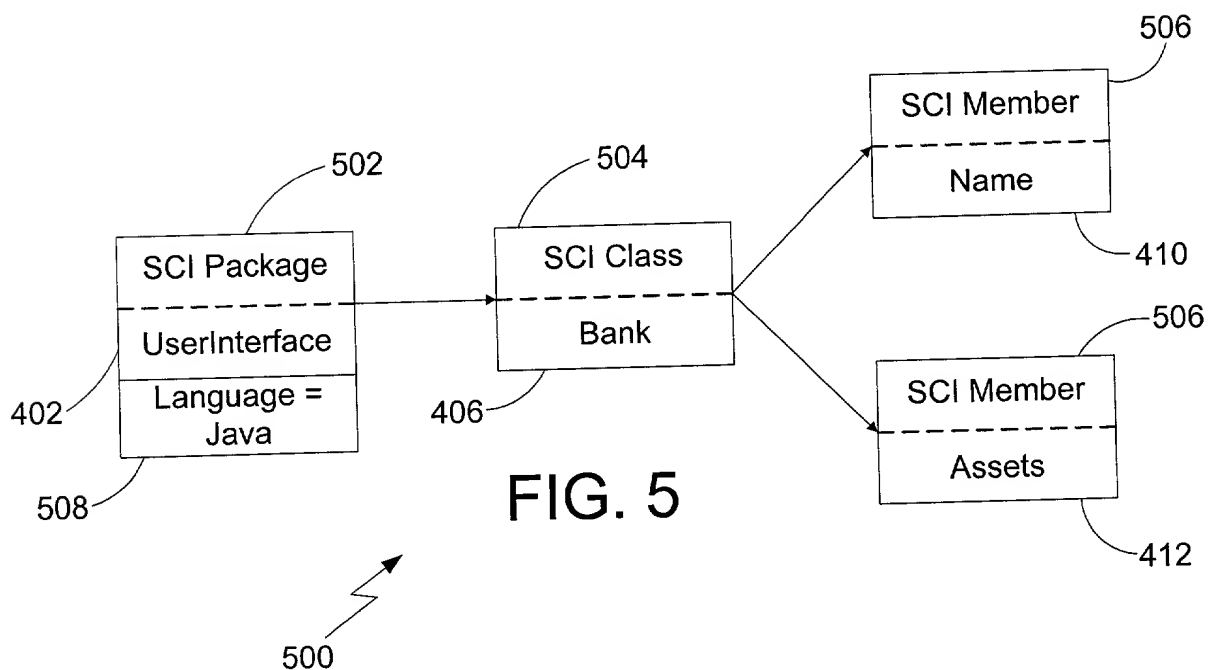 506
SCI Member
Name
410
502
504
SCI Package
UserInterface
Language =
Java
402
508
SCI Class
Bank
406
506
SCI Member
Assets
412
FIG. 5
500